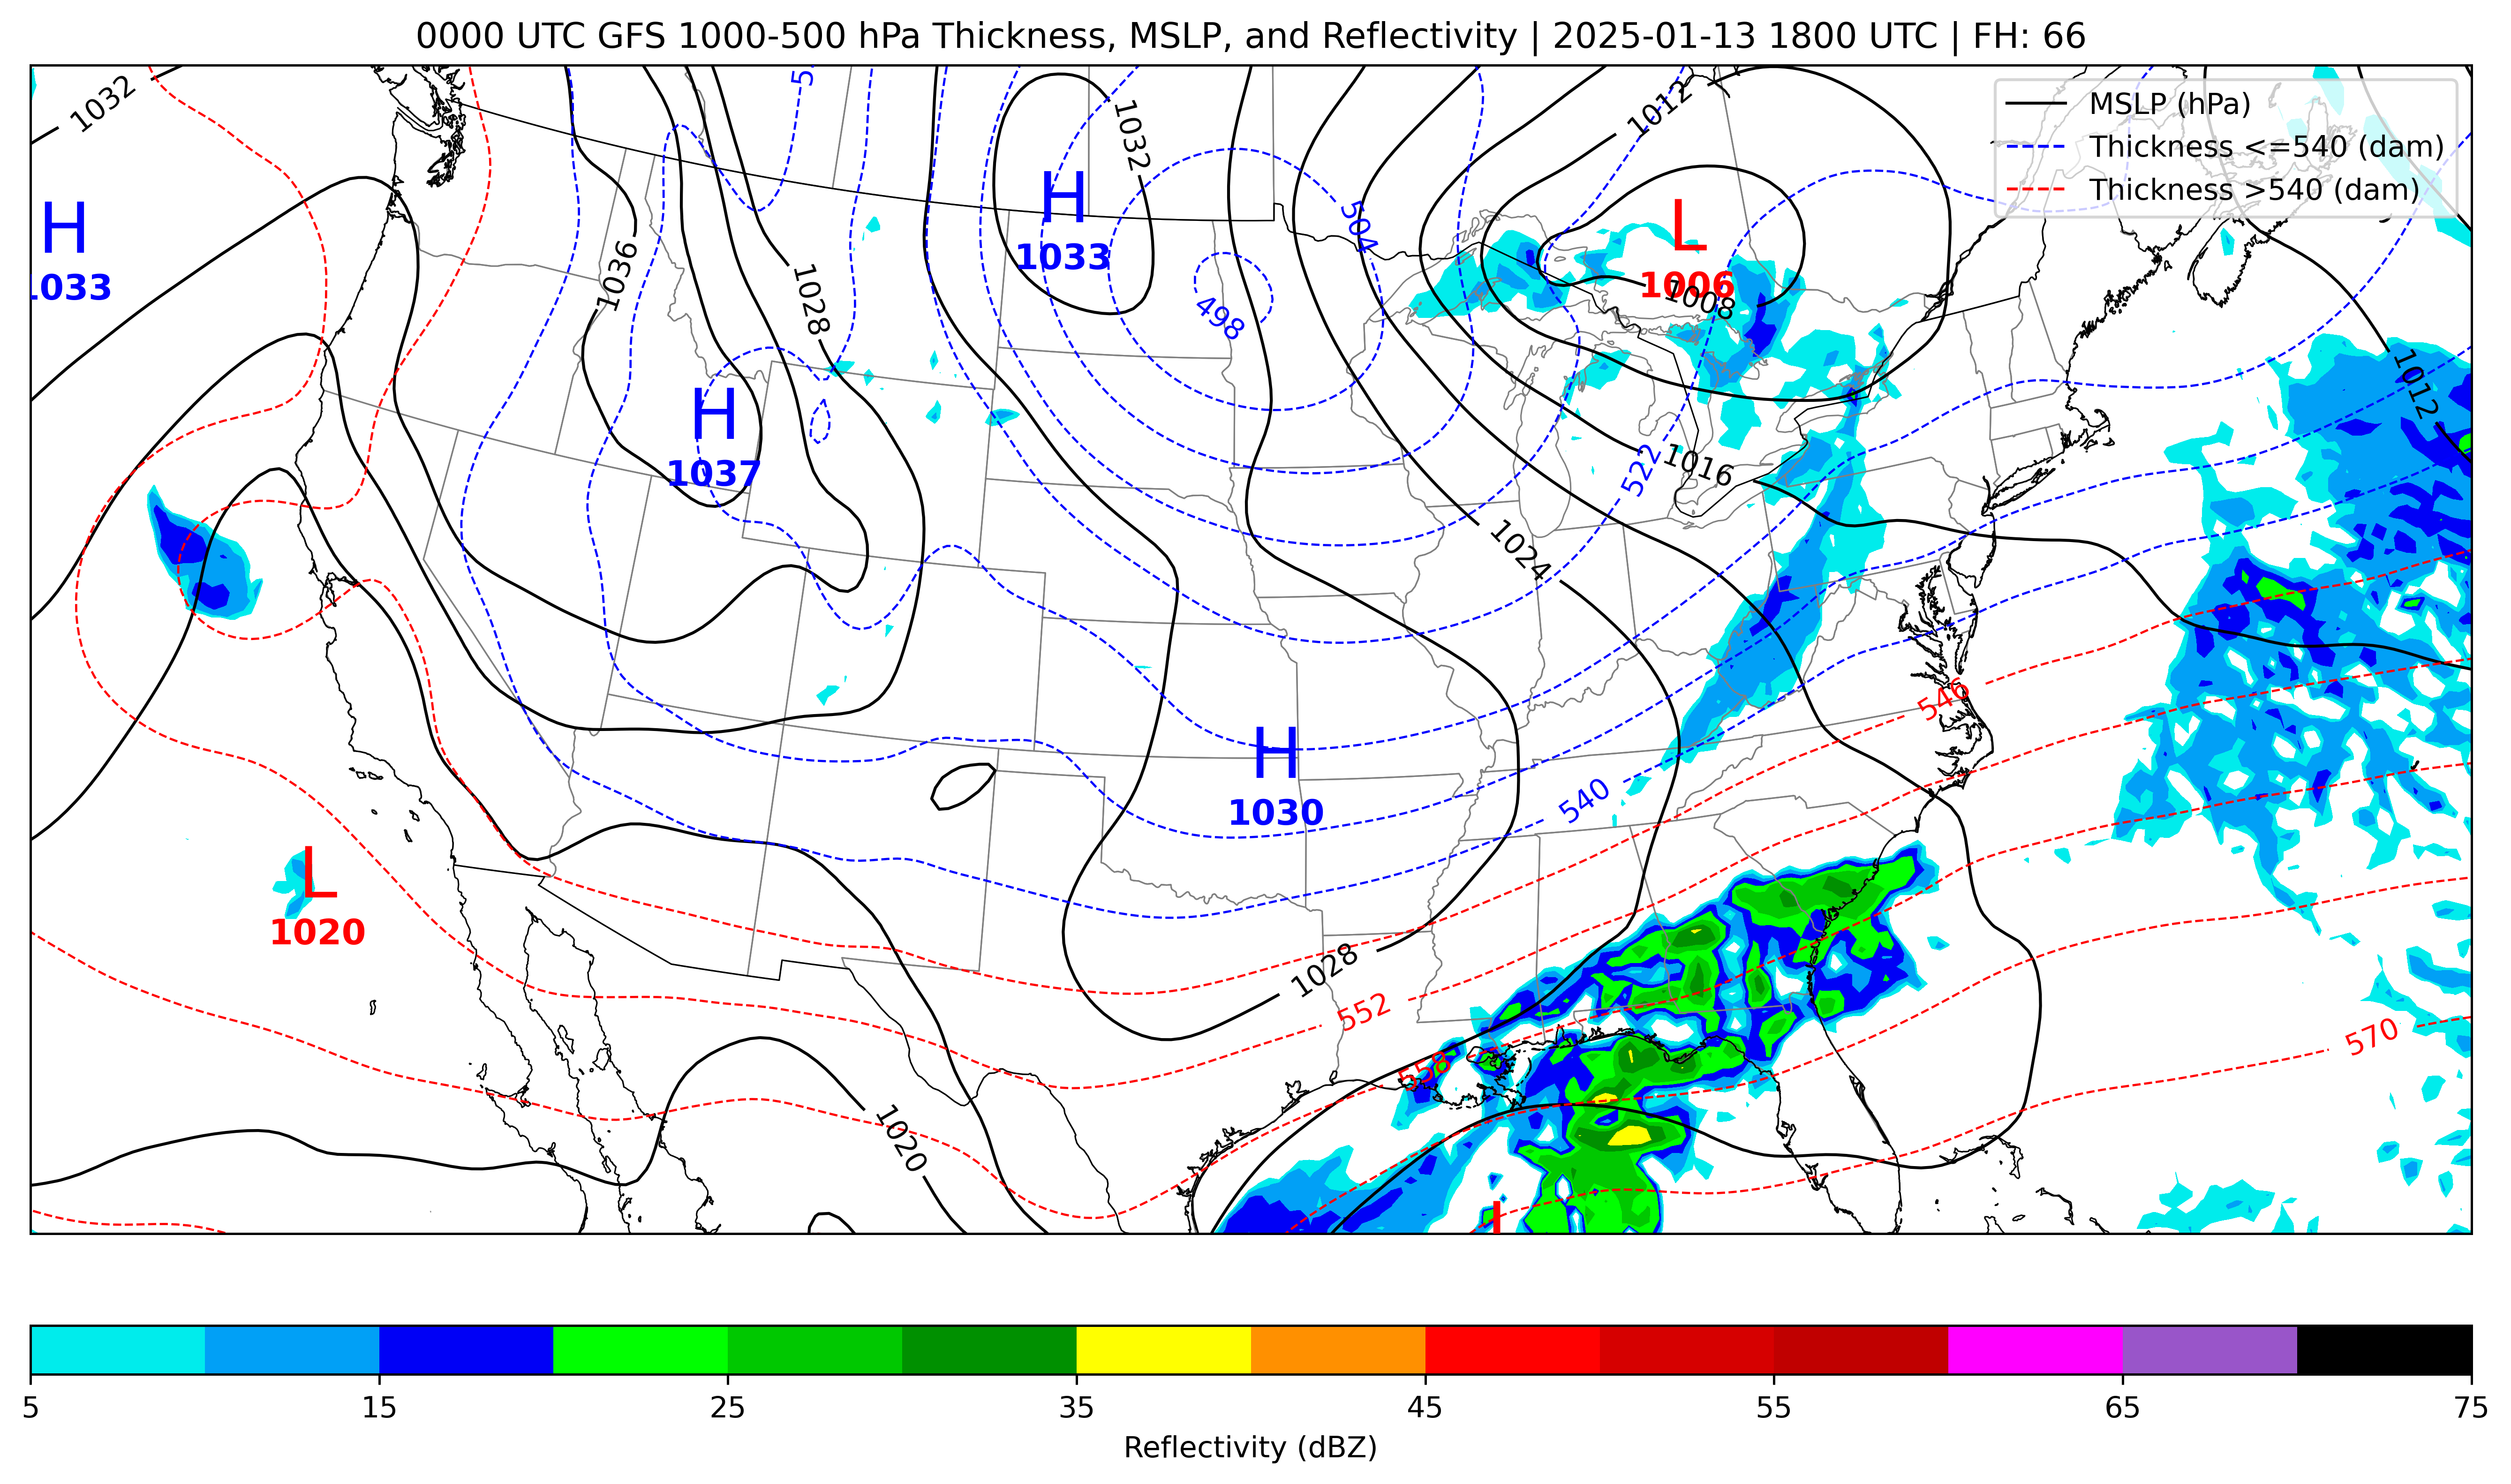 0000 UTC GFS 1000-500 hPa Thickness, MSLP, and Reflectivity | 2025-01-13 1800 UTC | FH: 66
MSLP (hPa)
Thickness <=540 (dam)
Thickness >540 (dam)
1032
5
1032
1012
H
1033
H
1033
L
1006
1008
504
498
1036
1028
1012
H
1037
522
1016
1024
546
H
1030
540
L
1020
1028
552
558
570
1020
L
5
15
25
35
45
55
65
75
Reflectivity (dBZ)